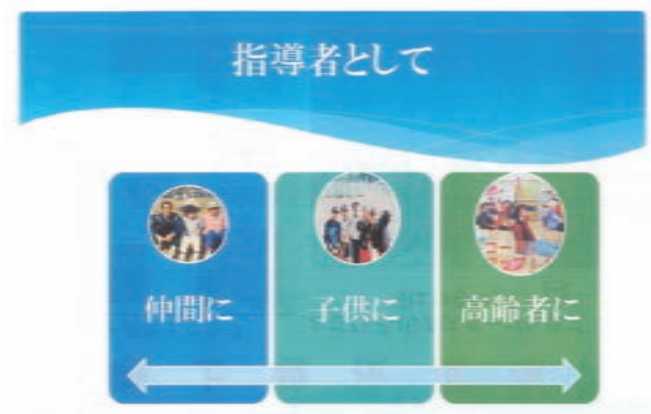 指導者として
仲間に
子供に
高齢者に